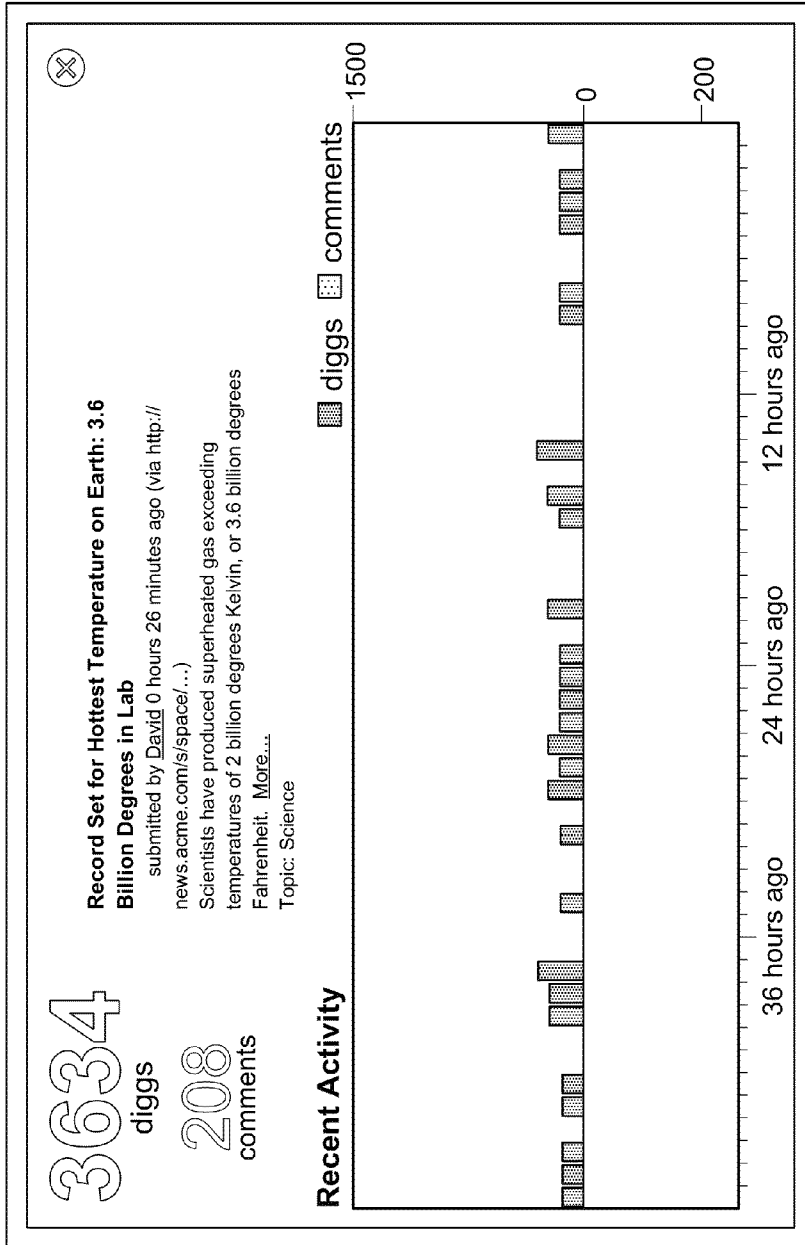 3634
diggs
208
comments
Record Set for Hottest Temperature on Earth: 3.6
Billion Degrees in Lab
submitted by David 0 hours 26 minutes ago (via http://
news.acme.com/s/space/...)
Scientists have produced superheated gas exceeding
temperatures of 2 billion degrees Kelvin, or 3.6 billion degrees
Fahrenheit. More...
Topic: Science
Recent Activity
diggs comments
1500
0
200
36 hours ago 24 hours ago 12 hours ago